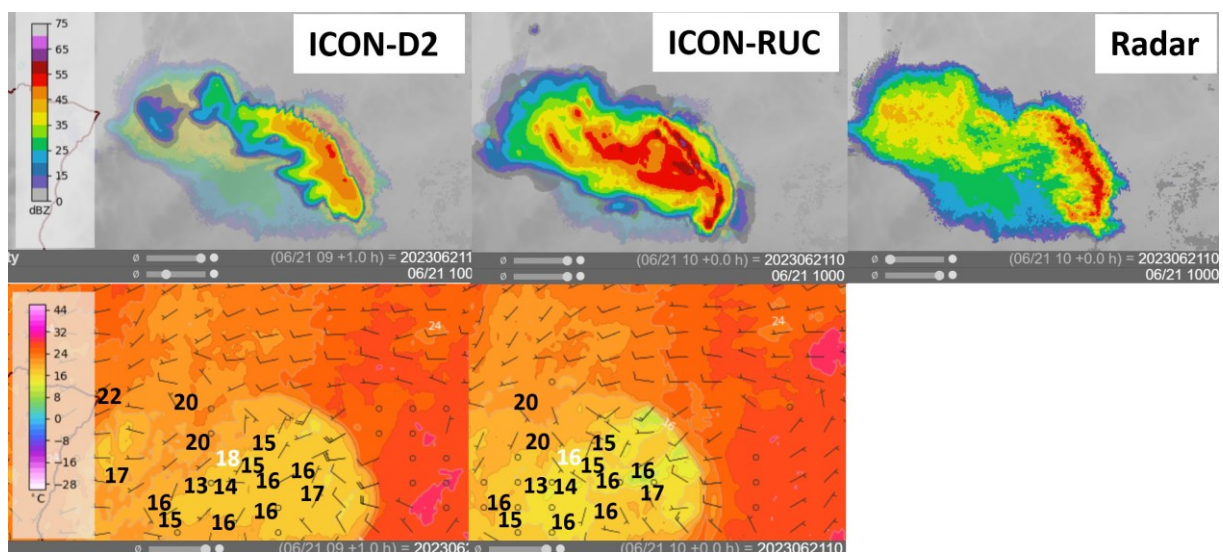 ICON-D2
ICON-RUC
Radar
75
65
55
45
35
25
15
0
dBZ
ty
ø
(06/21 09 +1.0 h) = 2023062110
ø
06/21 100
ø
(06/21 10 +0.0 h) = 2023062110
ø
06/21 1000
ø
(06/21 10 +0.0 h) = 2023062110
ø
06/21 1000
44
32
24
16
8
0
−8
−16
−28
°C
24
22
20
20
15
18
15
16
17
13
14
16
17
16
16
15
16
ø
(06/21 09 +1.0 h) = 2023062
24
20
16
20
15
16
15
16
13
14
16
17
16
16
15
16
ø
(06/21 10 +0.0 h) = 2023062110